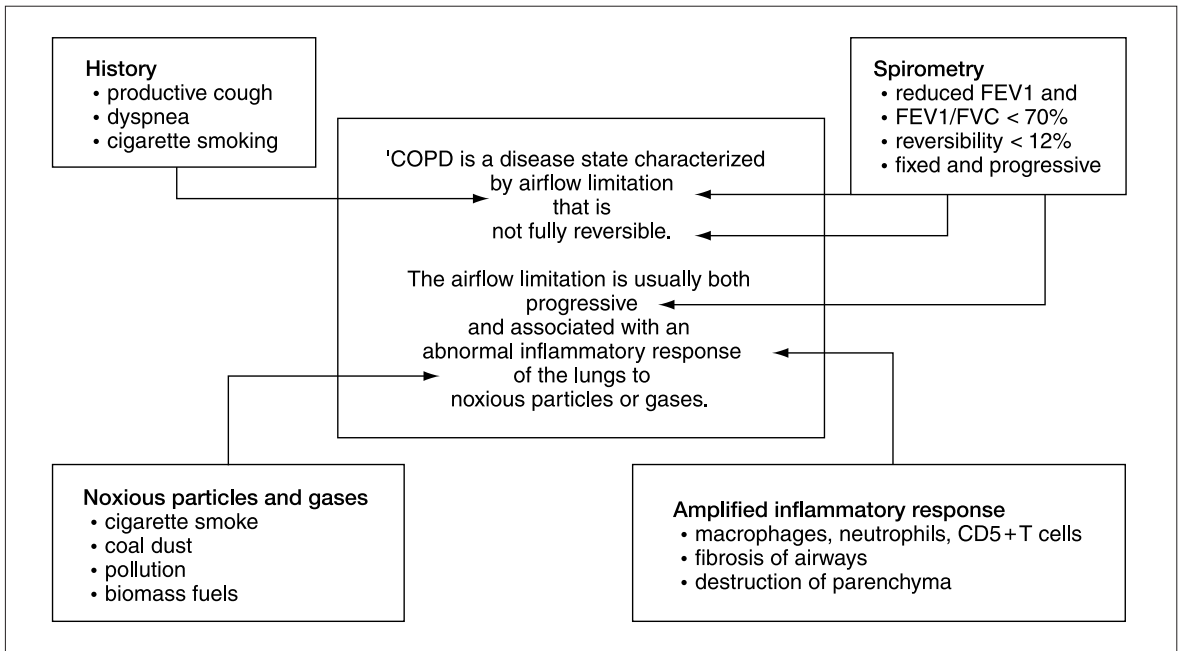 History
• productive cough
• dyspnea
• cigarette smoking
Spirometry
• reduced FEV1 and
• FEV1/FVC < 70%
• reversibility < 12%
• fixed and progressive
'COPD is a disease state characterized
by airflow limitation
that is
not fully reversible.
The airflow limitation is usually both
progressive
and associated with an
abnormal inflammatory response
of the lungs to
noxious particles or gases.
Noxious particles and gases
• cigarette smoke
• coal dust
• pollution
• biomass fuels
Amplified inflammatory response
• macrophages, neutrophils, CD5+T cells
• fibrosis of airways
• destruction of parenchyma